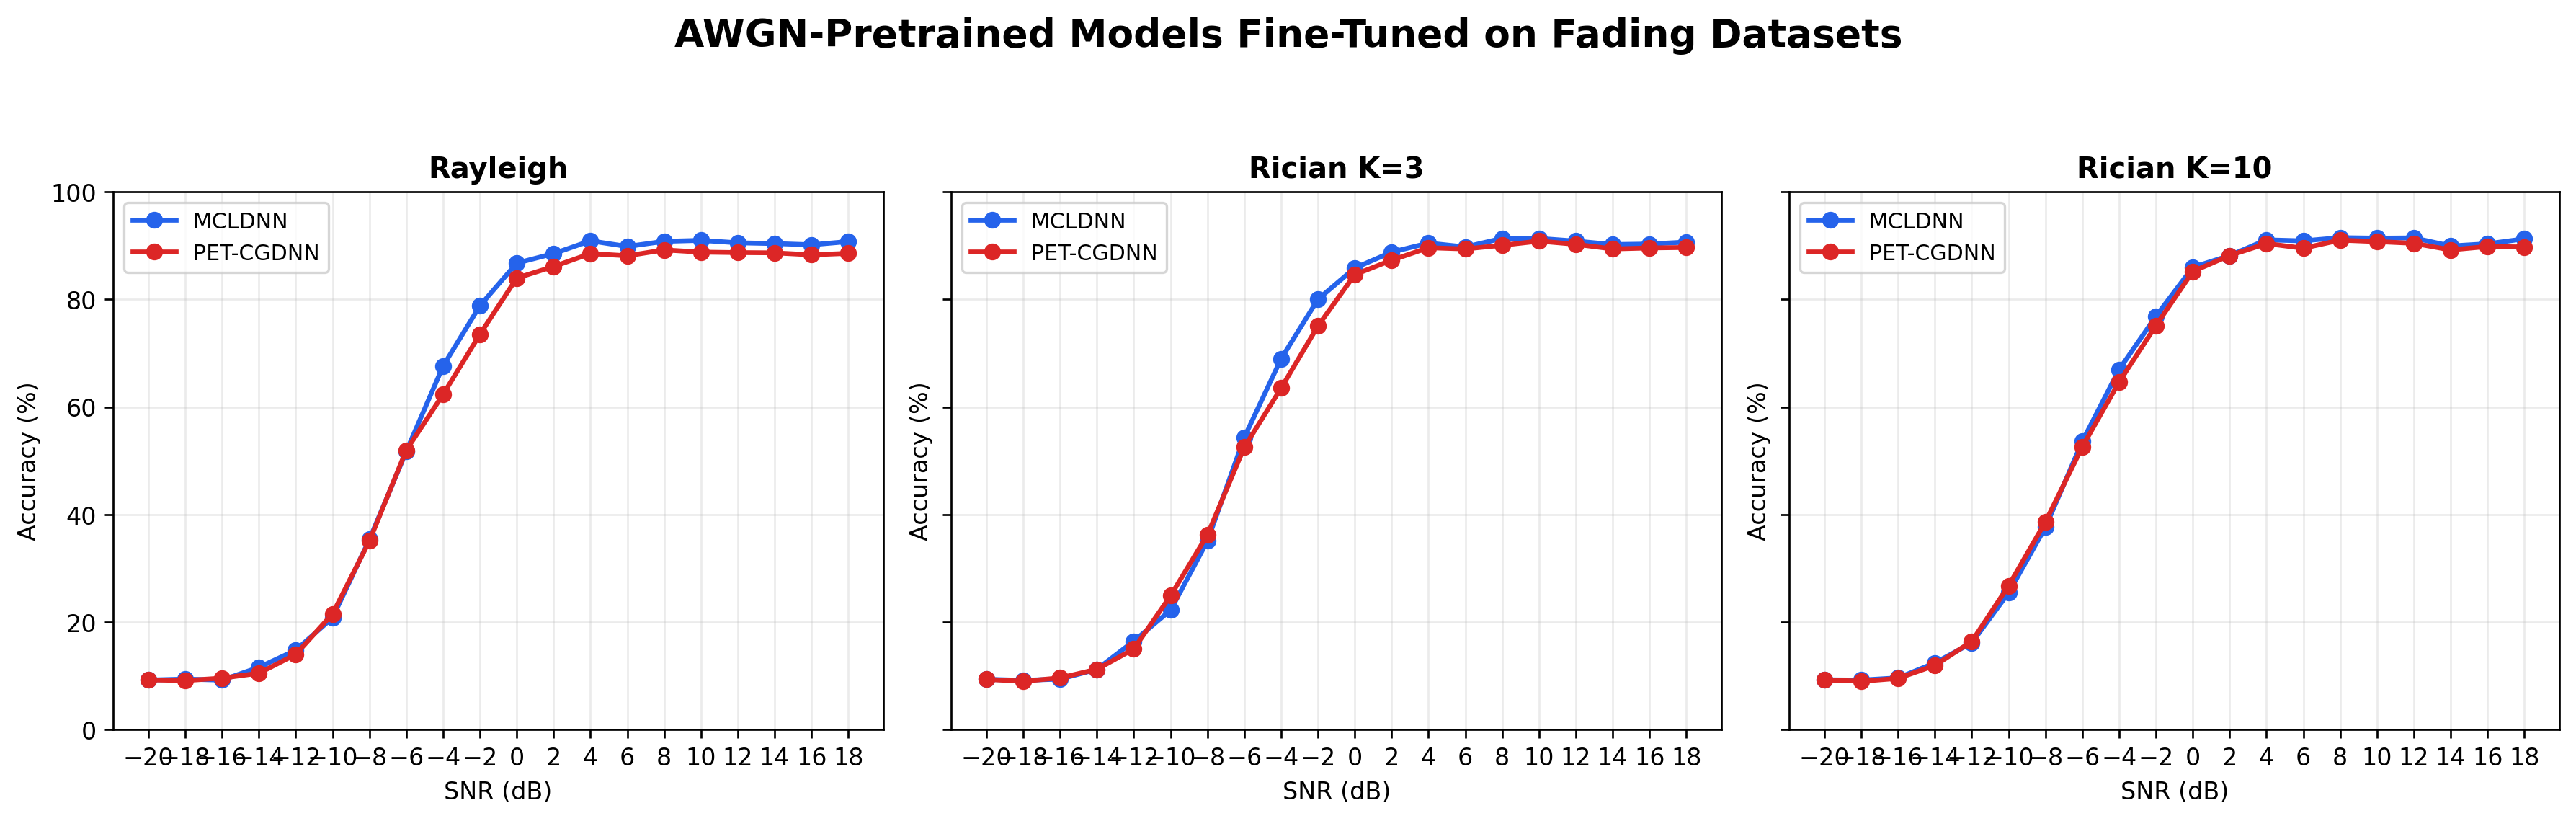 AWGN-Pretrained Models Fine-Tuned on Fading Datasets
Rayleigh
MCLDNN
PET-CGDNN
100
80
60
40
20
0
Accuracy (%)
−20 −18 −16 −14 −12 −10 −8 −6 −4 −2 0 2 4 6 8 10 12 14 16 18
SNR (dB)
Rician K=3
MCLDNN
PET-CGDNN
Accuracy (%)
−20 −18 −16 −14 −12 −10 −8 −6 −4 −2 0 2 4 6 8 10 12 14 16 18
SNR (dB)
Rician K=10
MCLDNN
PET-CGDNN
Accuracy (%)
−20 −18 −16 −14 −12 −10 −8 −6 −4 −2 0 2 4 6 8 10 12 14 16 18
SNR (dB)